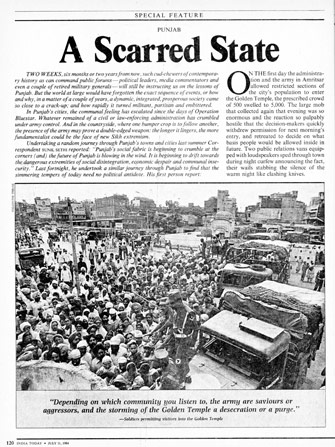 SPECIAL FEATURE
PUNJAB
A Scarred State
TWO WEEKS, six months or two years from now, such cud-chewers of contempora-
ry history as can command public forums—political leaders, media commentators and
even a couple of retired military generals—will still be instructing us on the lessons of
Punjab. But the world at large would have forgotten the exact sequence of events, or how
and why, in a matter of a couple of years, a dynamic, integrated, prosperous society came
so close to a crack-up; and how rapidly it turned militant, partisan and embittered.
In Punjab's cities, the communal feeling has escalated since the days of Operation
Bluestar. Whatever remained of a civil or law-enforcing administration has crumbled
under army control. And in the countryside, where one bumper crop is to follow another,
the presence of the army may prove a double-edged weapon: the longer it lingers, the more
fundamentalist could be the face of new Sikh extremism.
Undertaking a random journey through Punjab's towns and cities last summer Cor-
respondent SUNIL SETHI reported: "Punjab's social fabric is beginning to crumble at the
corners (and) the future of Punjab is blowing in the wind. It is beginning to drift towards
the dangerous extremities of social disintegration, economic despair and communal inse-
curity." Last fortnight, he undertook a similar journey through Punjab to find that the
simmering tempers of today need no political antidote. His first person report:
ON THE first day the administra-
tion and the army in Amritsar
allowed restricted sections of
the city's population to enter
the Golden Temple, the prescribed crowd
of 500 swelled to 5,000. The large mob
that collected again that evening was so
enormous and the reaction so palpably
hostile that the decision-makers quickly
withdrew permission for next morning's
entry, and retreated to decide on what
basis people would be allowed inside in
future. Two public relations vans equip-
ped with loudspeakers sped through town
during night curfew announcing the fact,
their wails stabbing the silence of the
warm night like clashing knives.
"Depending on which community you listen to, the army are saviours or
aggressors, and the storming of the Golden Temple a desecration or a purge."
—Soldiers permitting visitors into the Golden Temple
120 INDIA TODAY • JULY 15, 1984